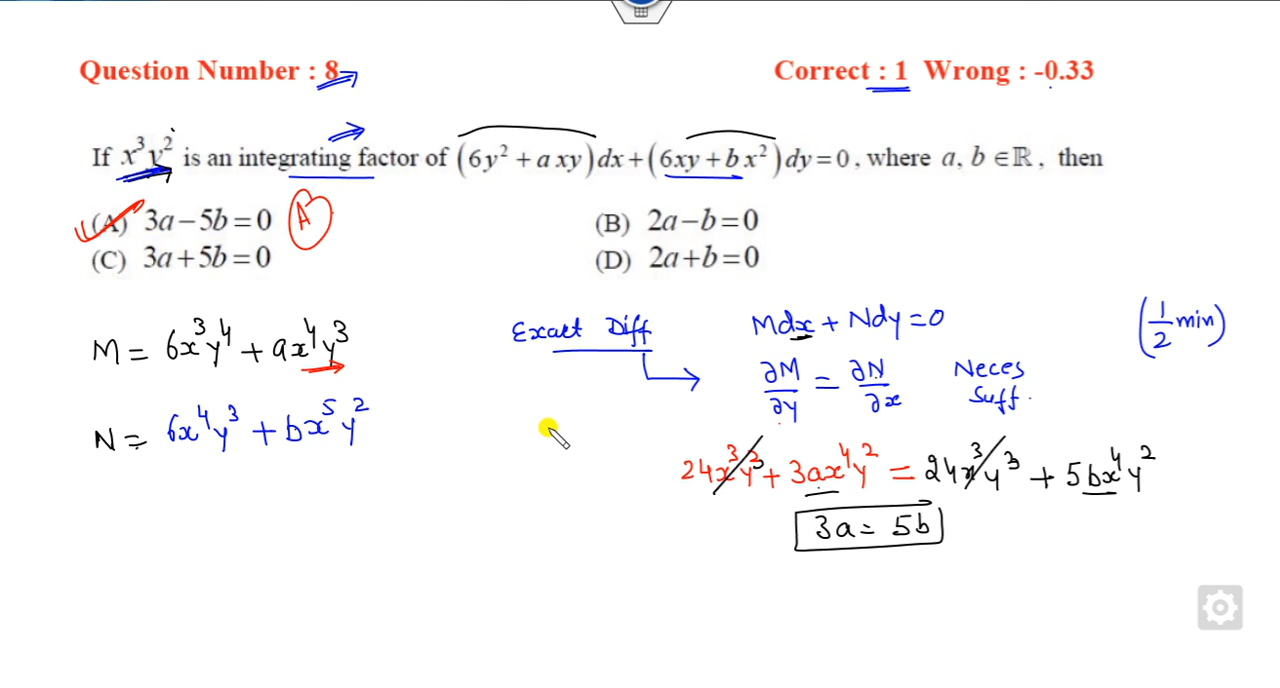 Question Number : 8 Correct : 1 Wrong : -0.33
If x³y² is an integrating factor of (6y² + a xy) dx + (6xy + b x²) dy = 0, where a, b ∈ ℝ, then
(A) 3a − 5b = 0 A (B) 2a − b = 0
(C) 3a + 5b = 0 (D) 2a + b = 0
M = 6x³y⁴ + ax⁴y³ Exact Diff Mdx + Ndy = 0 (1/2 min)
∂M/∂y = ∂N/∂x Neces Suff.
N = 6x⁴y³ + bx⁵y²
24x³y³ + 3ax⁴y² = 24x³y³ + 5bx⁴y²
3a = 5b